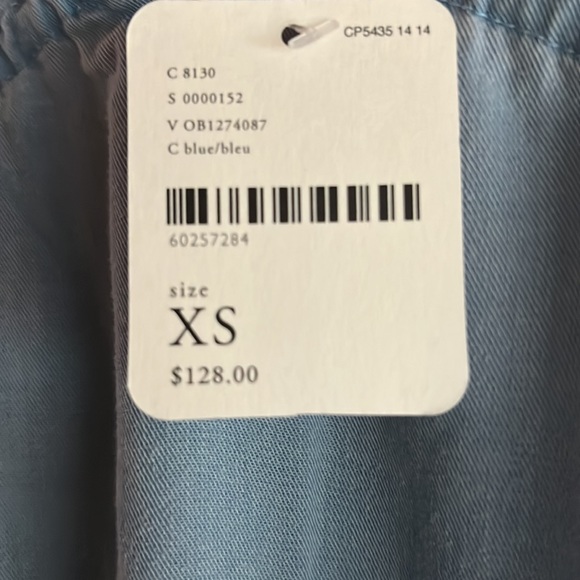 CP5435 14 14
C 8130
S 0000152
V OB1274087
C blue/bleu
60257284
size
XS
$128.00